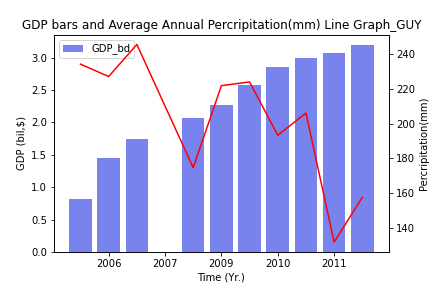 GDP bars and Average Annual Percripitation(mm) Line Graph_GUY
GDP_bd
GDP (bil,$)
3.0
2.5
2.0
1.5
1.0
0.5
0.0
240
220
200
180
160
140
Percripitation(mm)
2006 2007 2009 2010 2011
Time (Yr.)